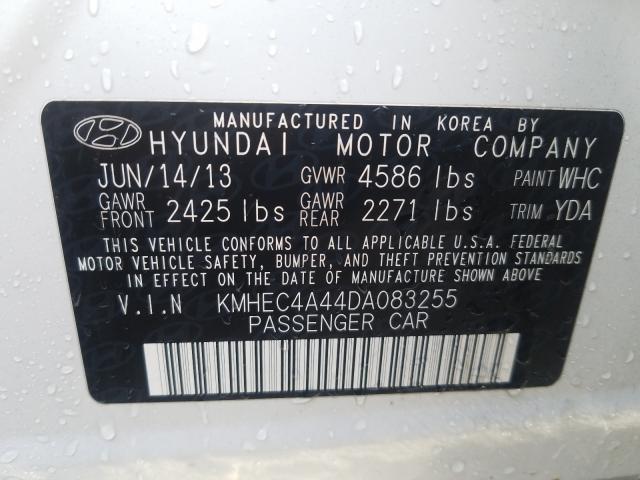 MANUFACTURED IN KOREA BY
HYUNDAI MOTOR COMPANY
JUN/14/13 GVWR 4586 lbs PAINT WHC
GAWR FRONT 2425 lbs GAWR REAR 2271 lbs TRIM YDA
THIS VEHICLE CONFORMS TO ALL APPLICABLE U.S.A. FEDERAL
MOTOR VEHICLE SAFETY, BUMPER, AND THEFT PREVENTION STANDARDS
IN EFFECT ON THE DATE OF MANUFACTURE SHOWN ABOVE.
V.I.N KMHEC4A44DA083255
PASSENGER CAR